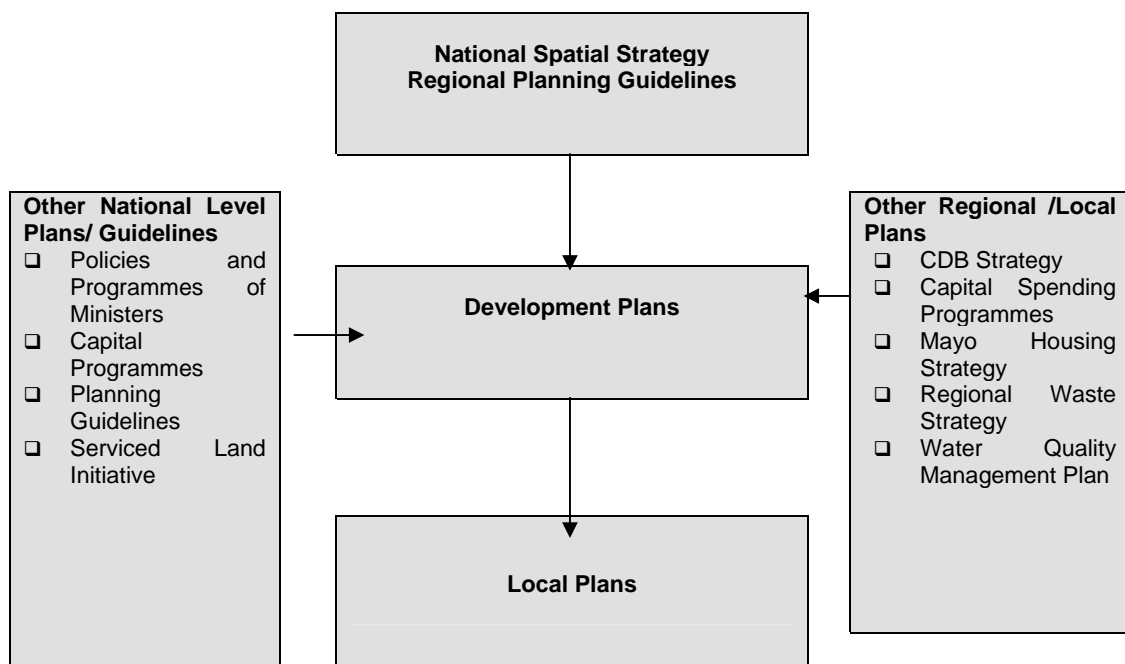 National Spatial Strategy
Regional Planning Guidelines
Other National Level
Plans/ Guidelines
❑ Policies and
Programmes of
Ministers
❑ Capital
Programmes
❑ Planning
Guidelines
❑ Serviced Land
Initiative
Development Plans
Other Regional /Local
Plans
❑ CDB Strategy
❑ Capital Spending
Programmes
❑ Mayo Housing
Strategy
❑ Regional Waste
Strategy
❑ Water Quality
Management Plan
Local Plans